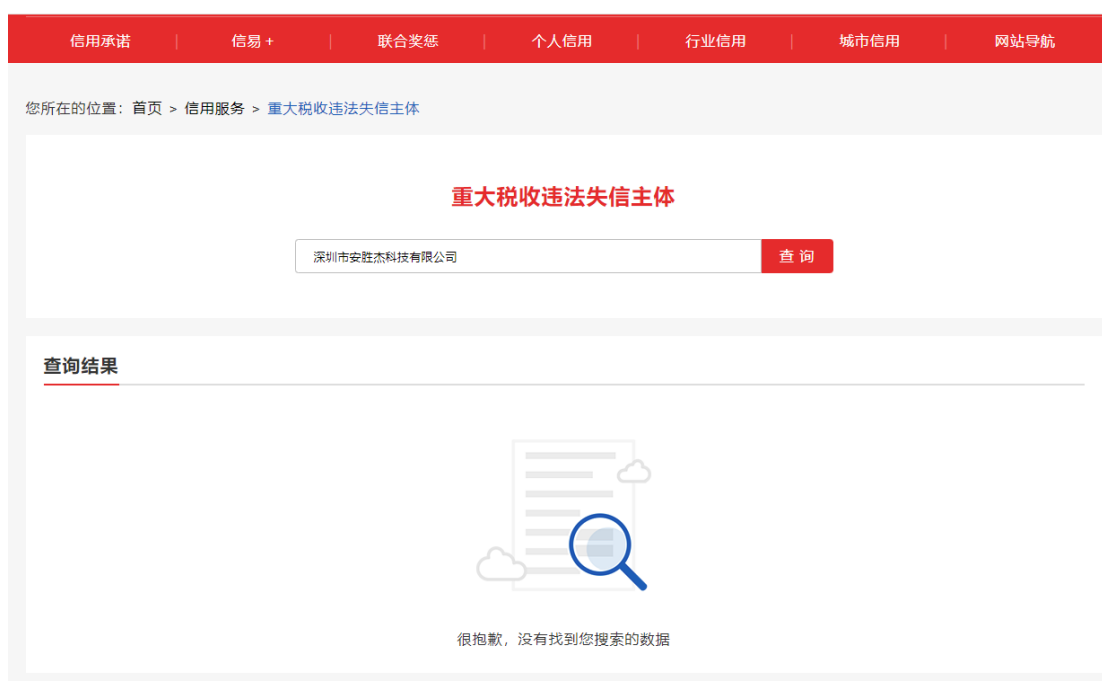 信用承诺 | 信易+ | 联合奖惩 | 个人信用 | 行业信用 | 城市信用 | 网站导航
您所在的位置：首页 > 信用服务 > 重大税收违法失信主体
重大税收违法失信主体
深圳市安胜杰科技有限公司 查询
查询结果
很抱歉，没有找到您搜索的数据